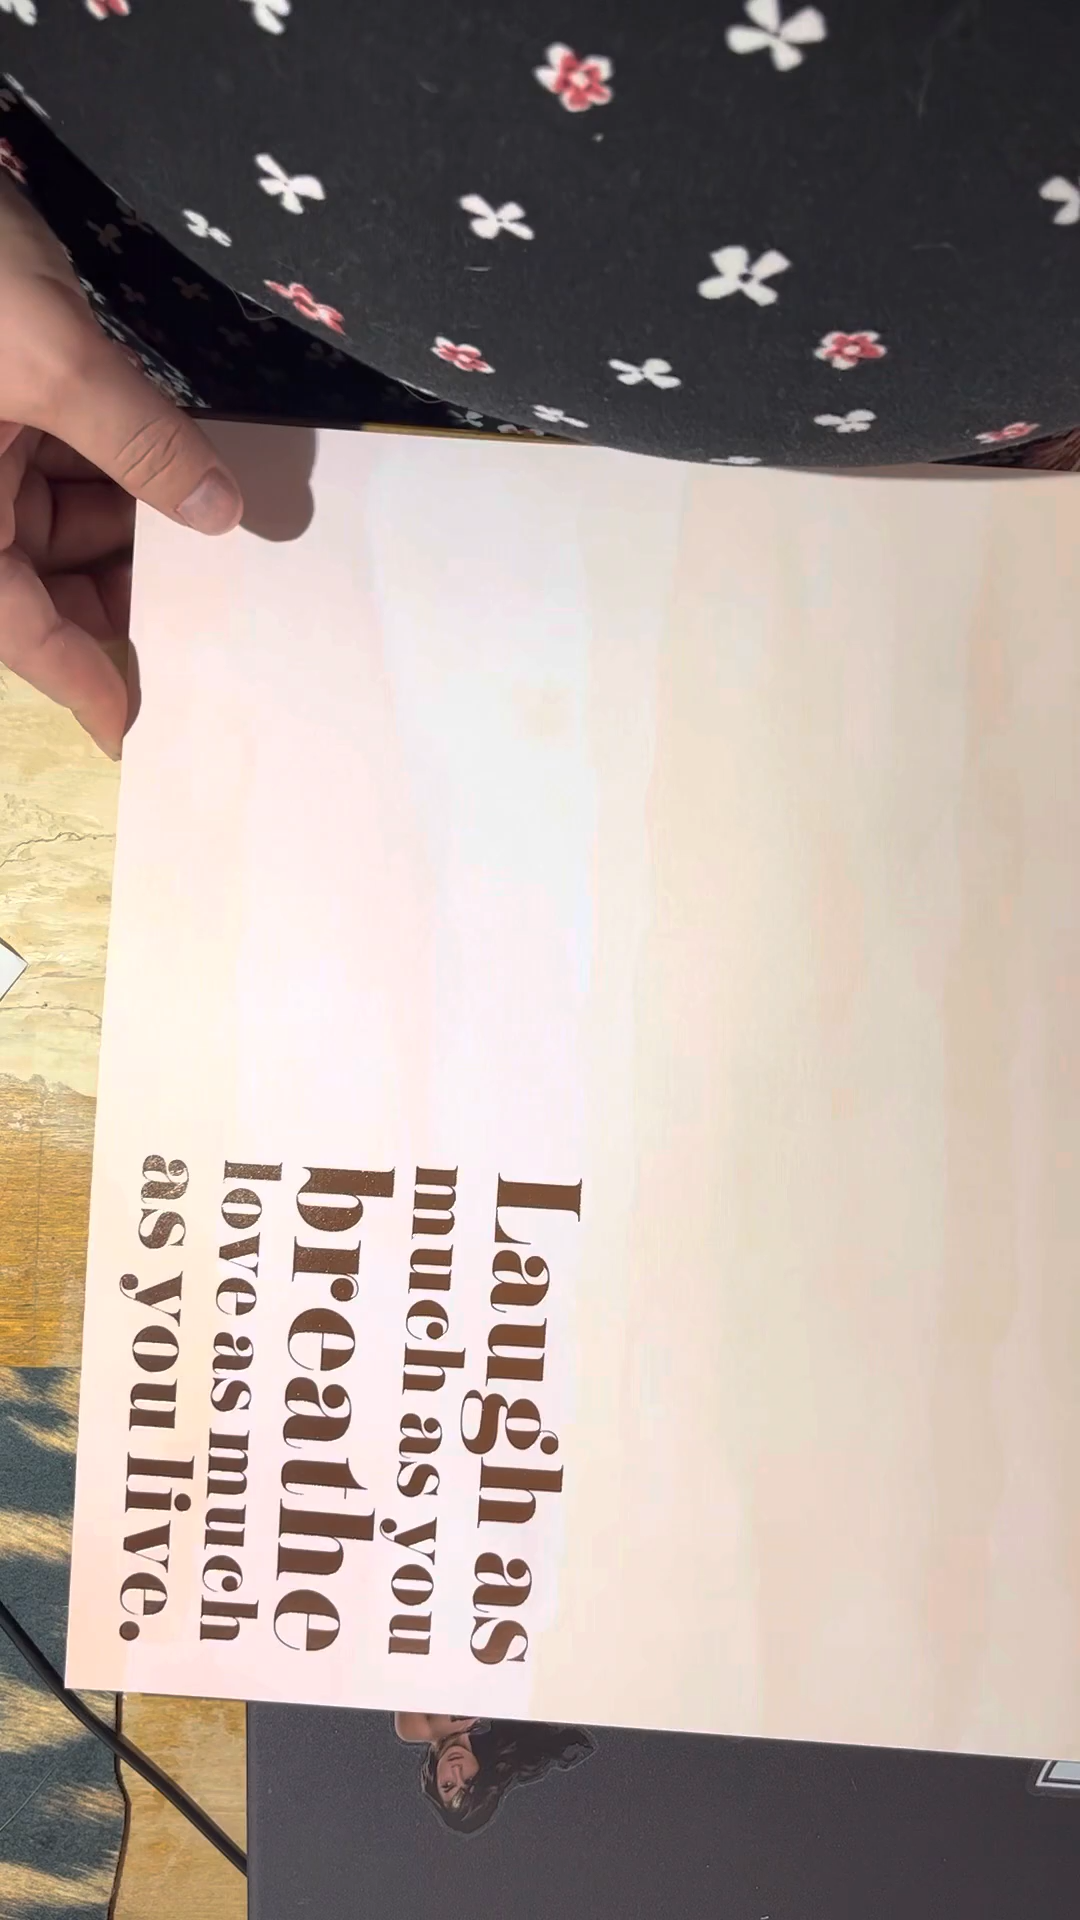 Laugh as
much as you
breathe
love as much
as you live.